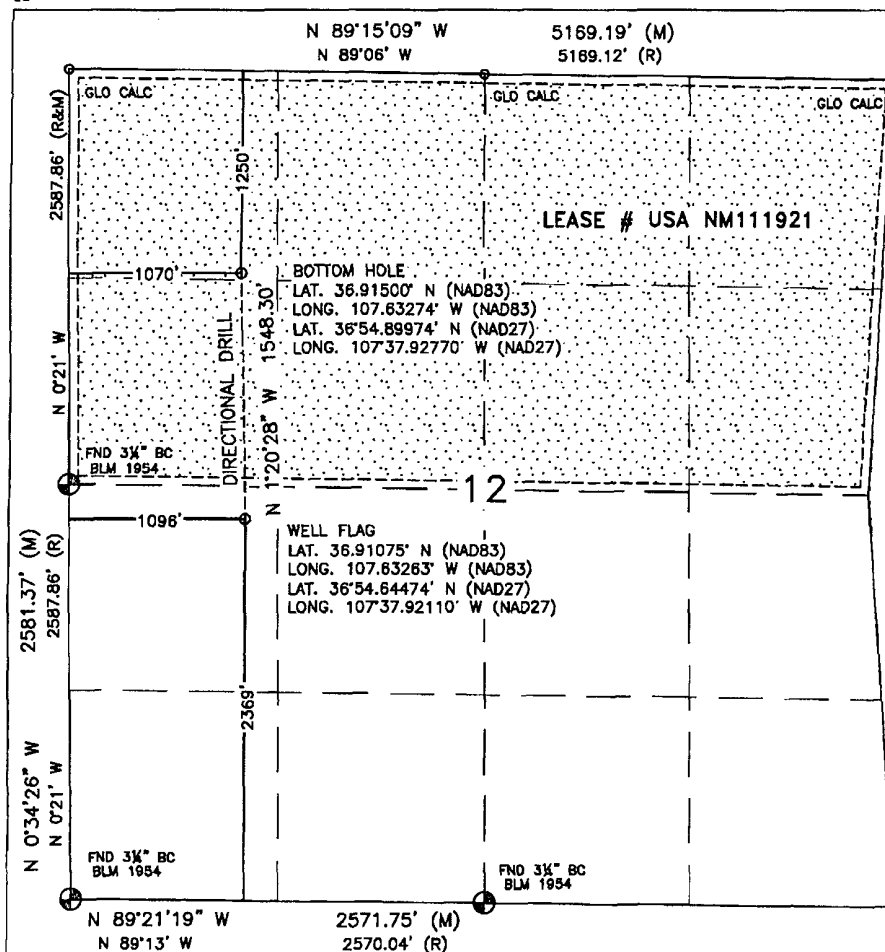 N 89°15'09" W 5169.19' (M)
N 89°06' W 5169.12' (R)
GLO CALC
GLO CALC
GLO CALC
2587.86' (R&M)
N 0°21' W
1250'
LEASE # USA NM111921
1070'
BOTTOM HOLE
LAT. 36.91500° N (NAD83)
LONG. 107.63274° W (NAD83)
LAT. 36°54.89974' N (NAD27)
LONG. 107°37.92770' W (NAD27)
DIRECTIONAL DRILL
N 1°20'28" W 1548.30'
FND 3¼" BC
BLM 1954
12
1096'
WELL FLAG
LAT. 36.91075° N (NAD83)
LONG. 107.63263° W (NAD83)
LAT. 36°54.64474' N (NAD27)
LONG. 107°37.92110' W (NAD27)
2581.37' (M)
2587.86' (R)
N 0°34'26" W
N 0°21' W
2369'
FND 3¼" BC
BLM 1954
FND 3¼" BC
BLM 1954
N 89°21'19" W 2571.75' (M)
N 89°13' W 2570.04' (R)